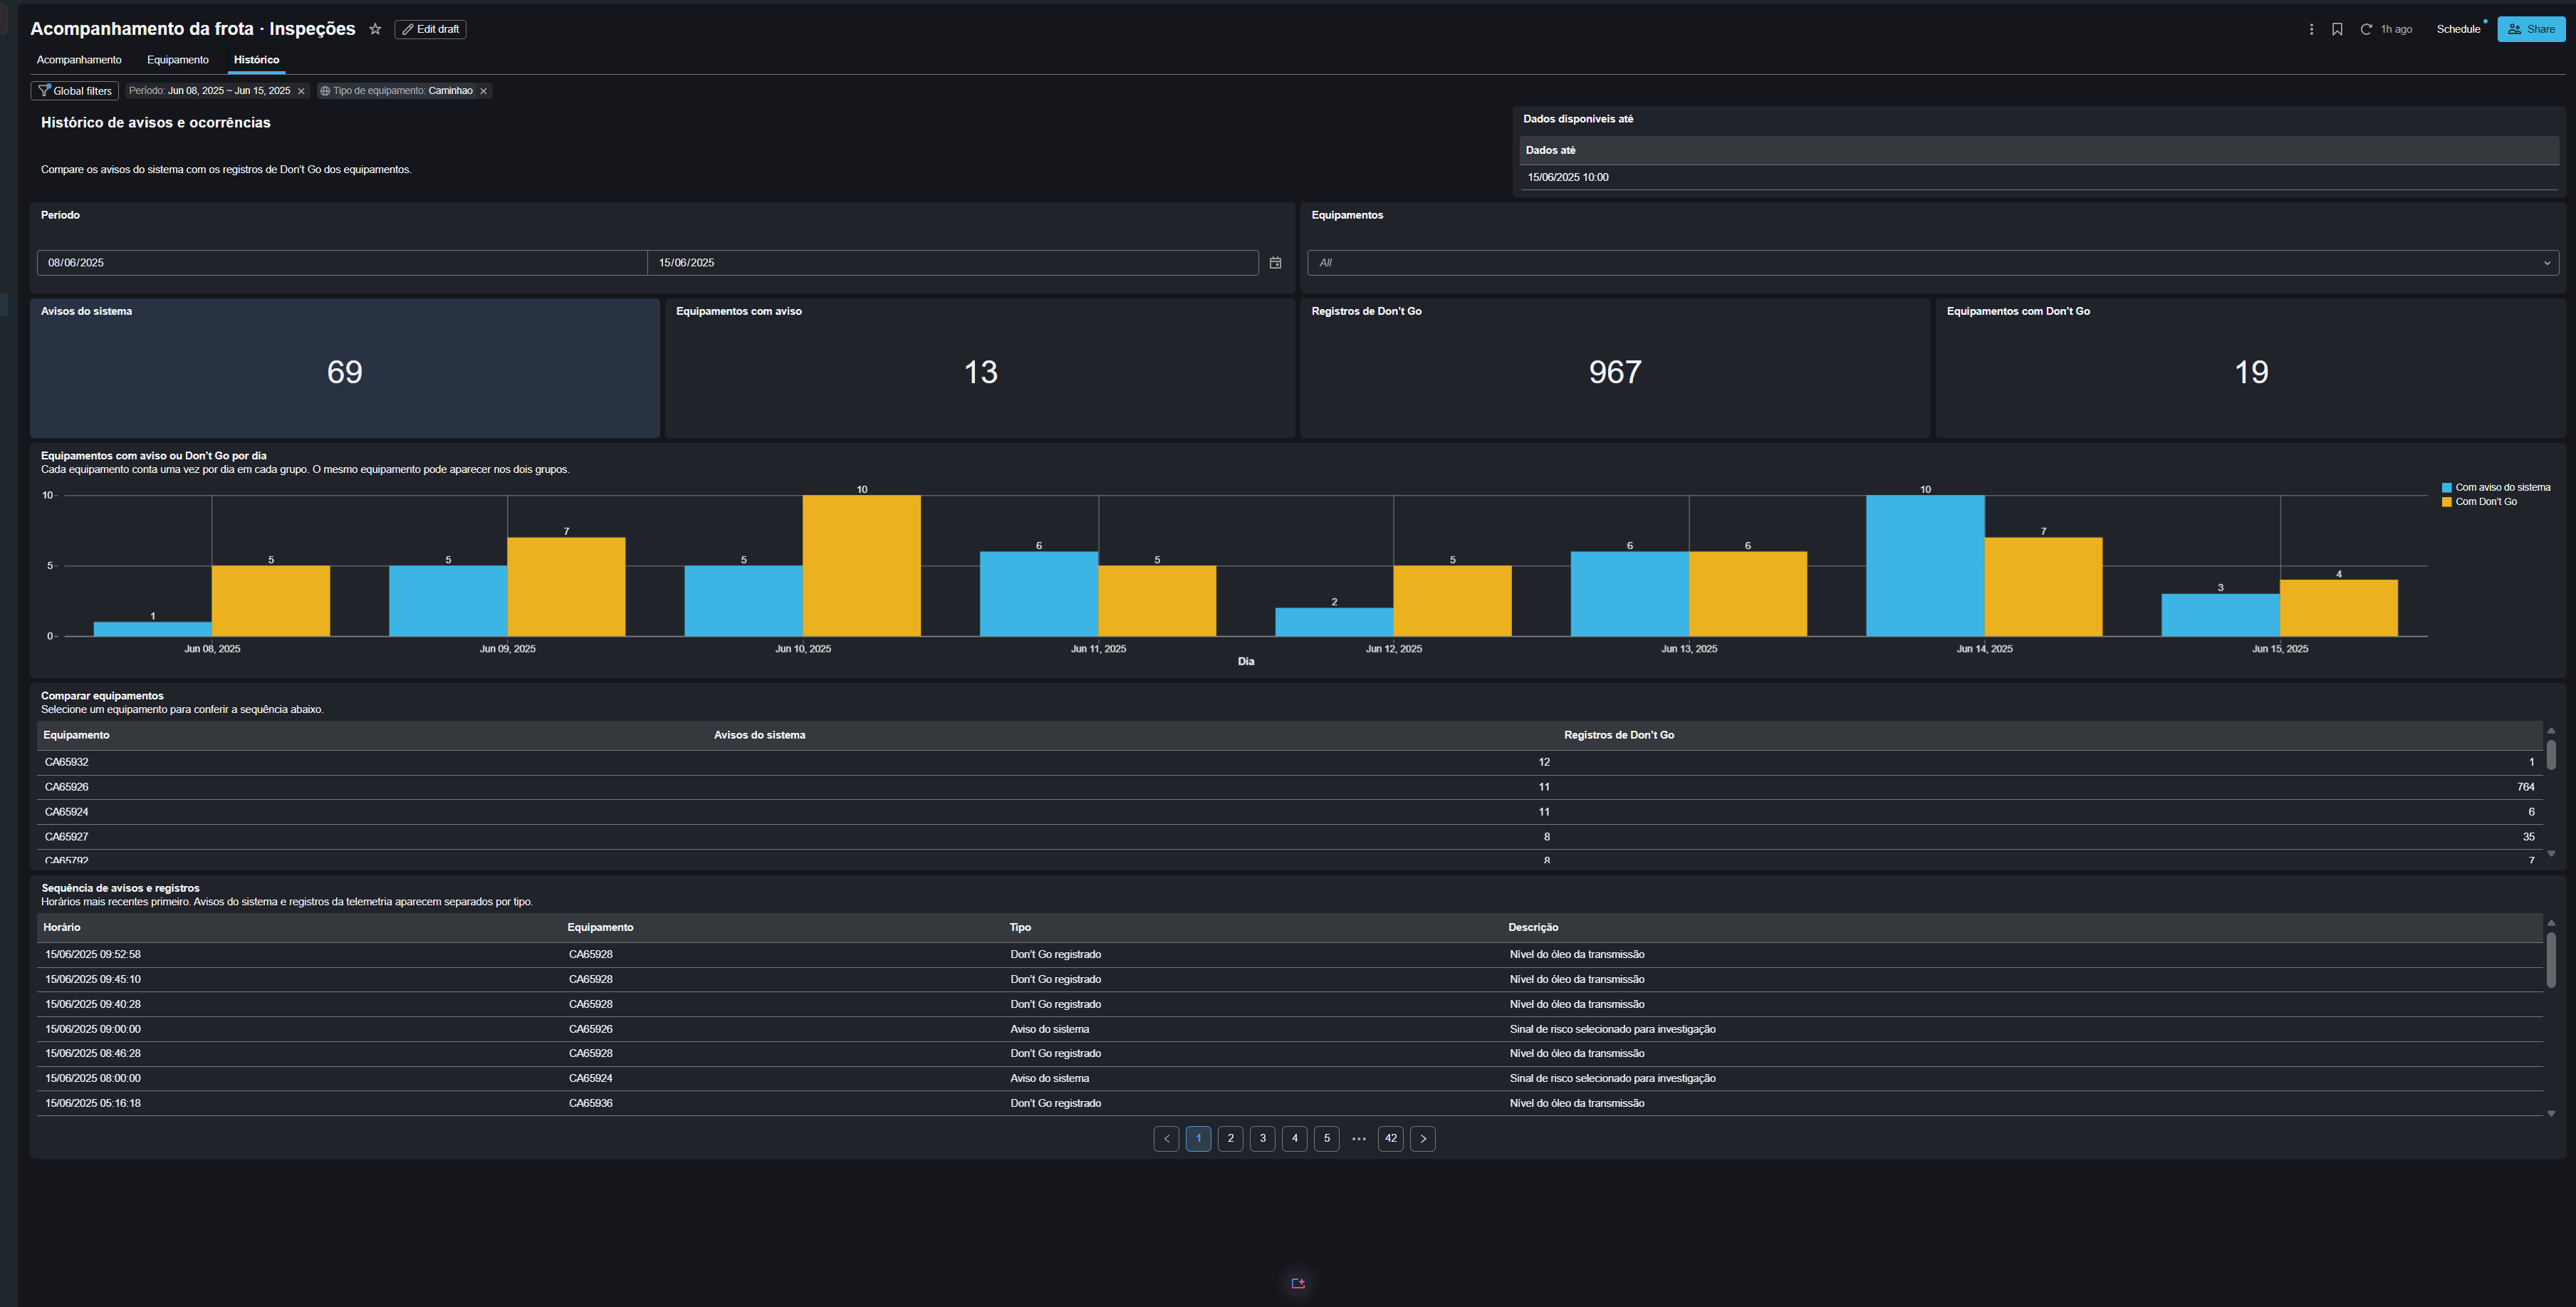 Acompanhamento da frota · Inspeções
Edit draft
1h ago
Schedule
Share
Acompanhamento
Equipamento
Histórico
Global filters
Período: Jun 08, 2025 ~ Jun 15, 2025
Tipo de equipamento: Caminhao
Histórico de avisos e ocorrências
Compare os avisos do sistema com os registros de Don't Go dos equipamentos.
Dados disponíveis até
Dados até
15/06/2025 10:00
Período
08/06/2025
15/06/2025
Equipamentos
All
Avisos do sistema
69
Equipamentos com aviso
13
Registros de Don't Go
967
Equipamentos com Don't Go
19
Equipamentos com aviso ou Don't Go por dia
Cada equipamento conta uma vez por dia em cada grupo. O mesmo equipamento pode aparecer nos dois grupos.
10
5
0
1 5
5 7
5 10
6 5
2 5
6 6
10 7
3 4
Jun 08, 2025 Jun 09, 2025 Jun 10, 2025 Jun 11, 2025 Jun 12, 2025 Jun 13, 2025 Jun 14, 2025 Jun 15, 2025
Dia
Com aviso do sistema
Com Don't Go
Comparar equipamentos
Selecione um equipamento para conferir a sequência abaixo.
Equipamento Avisos do sistema Registros de Don't Go
CA65932 12 1
CA65926 11 764
CA65924 11 6
CA65927 8 35
CA65792 8 7
Sequência de avisos e registros
Horários mais recentes primeiro. Avisos do sistema e registros da telemetria aparecem separados por tipo.
Horário Equipamento Tipo Descrição
15/06/2025 09:52:58 CA65928 Don't Go registrado Nível do óleo da transmissão
15/06/2025 09:45:10 CA65928 Don't Go registrado Nível do óleo da transmissão
15/06/2025 09:40:28 CA65928 Don't Go registrado Nível do óleo da transmissão
15/06/2025 09:00:00 CA65926 Aviso do sistema Sinal de risco selecionado para investigação
15/06/2025 08:46:28 CA65928 Don't Go registrado Nível do óleo da transmissão
15/06/2025 08:00:00 CA65924 Aviso do sistema Sinal de risco selecionado para investigação
15/06/2025 05:16:18 CA65936 Don't Go registrado Nível do óleo da transmissão
1 2 3 4 5 ••• 42